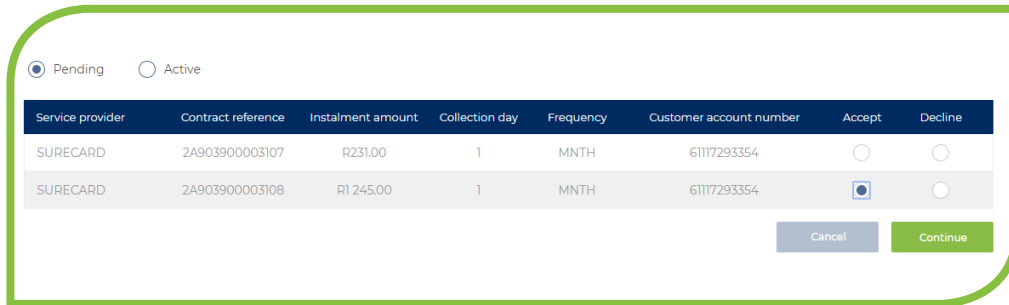 Pending Active
Service provider Contract reference Instalment amount Collection day Frequency Customer account number Accept Decline
SURECARD 2A903900003107 R231.00 1 MNTH 61117293354
SURECARD 2A903900003108 R1 245.00 1 MNTH 61117293354
Cancel Continue